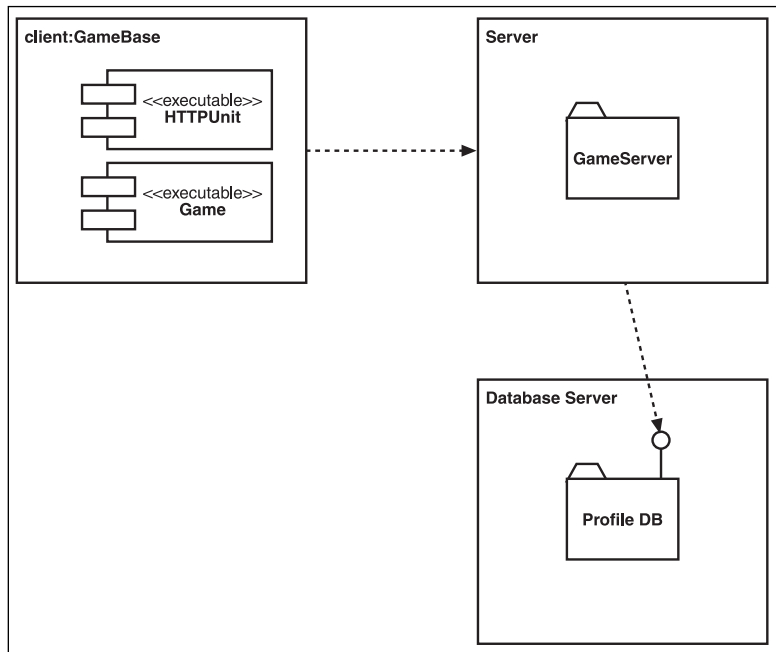 client:GameBase
<<executable>>
HTTPUnit
<<executable>>
Game
Server
GameServer
Database Server
Profile DB